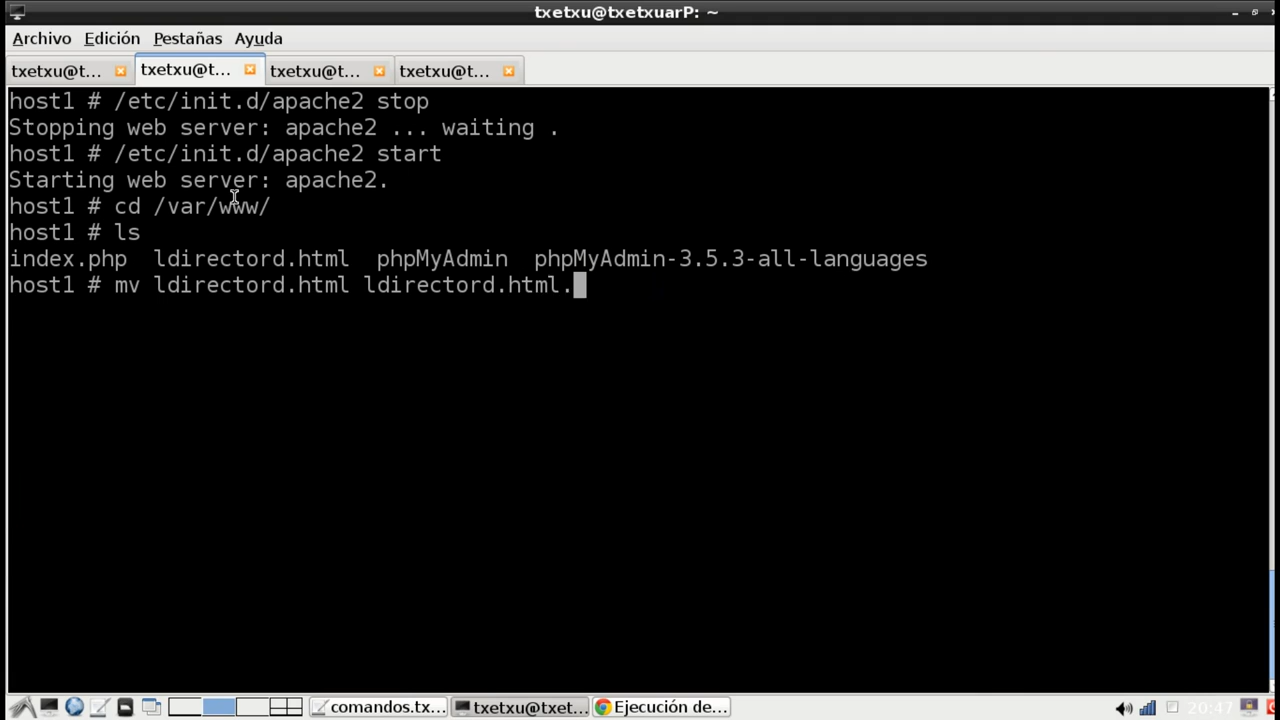 txetxu@txetxuarP: ~
Archivo Edición Pestañas Ayuda
txetxu@t... txetxu@t... txetxu@t... txetxu@t...
host1 # /etc/init.d/apache2 stop
Stopping web server: apache2 ... waiting .
host1 # /etc/init.d/apache2 start
Starting web server: apache2.
host1 # cd /var/www/
host1 # ls
index.php  ldirectord.html  phpMyAdmin  phpMyAdmin-3.5.3-all-languages
host1 # mv ldirectord.html ldirectord.html.
comandos.tx... txetxu@txet... Ejecución de... 20:47